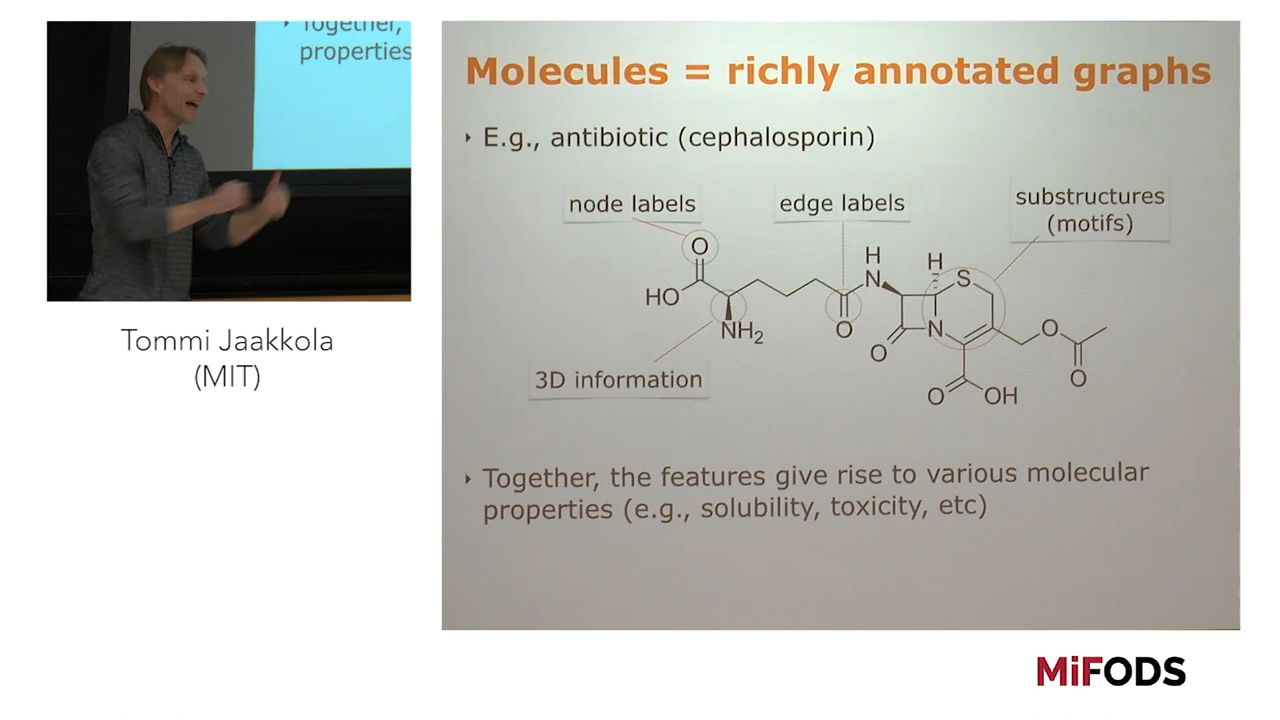 Together,
properties
Tommi Jaakkola
(MIT)
Molecules = richly annotated graphs
E.g., antibiotic (cephalosporin)
node labels
edge labels
substructures
(motifs)
O
HO
NH2
O
H
N
H
S
N
O
O
O
O
OH
3D information
Together, the features give rise to various molecular
properties (e.g., solubility, toxicity, etc)
MiFODS